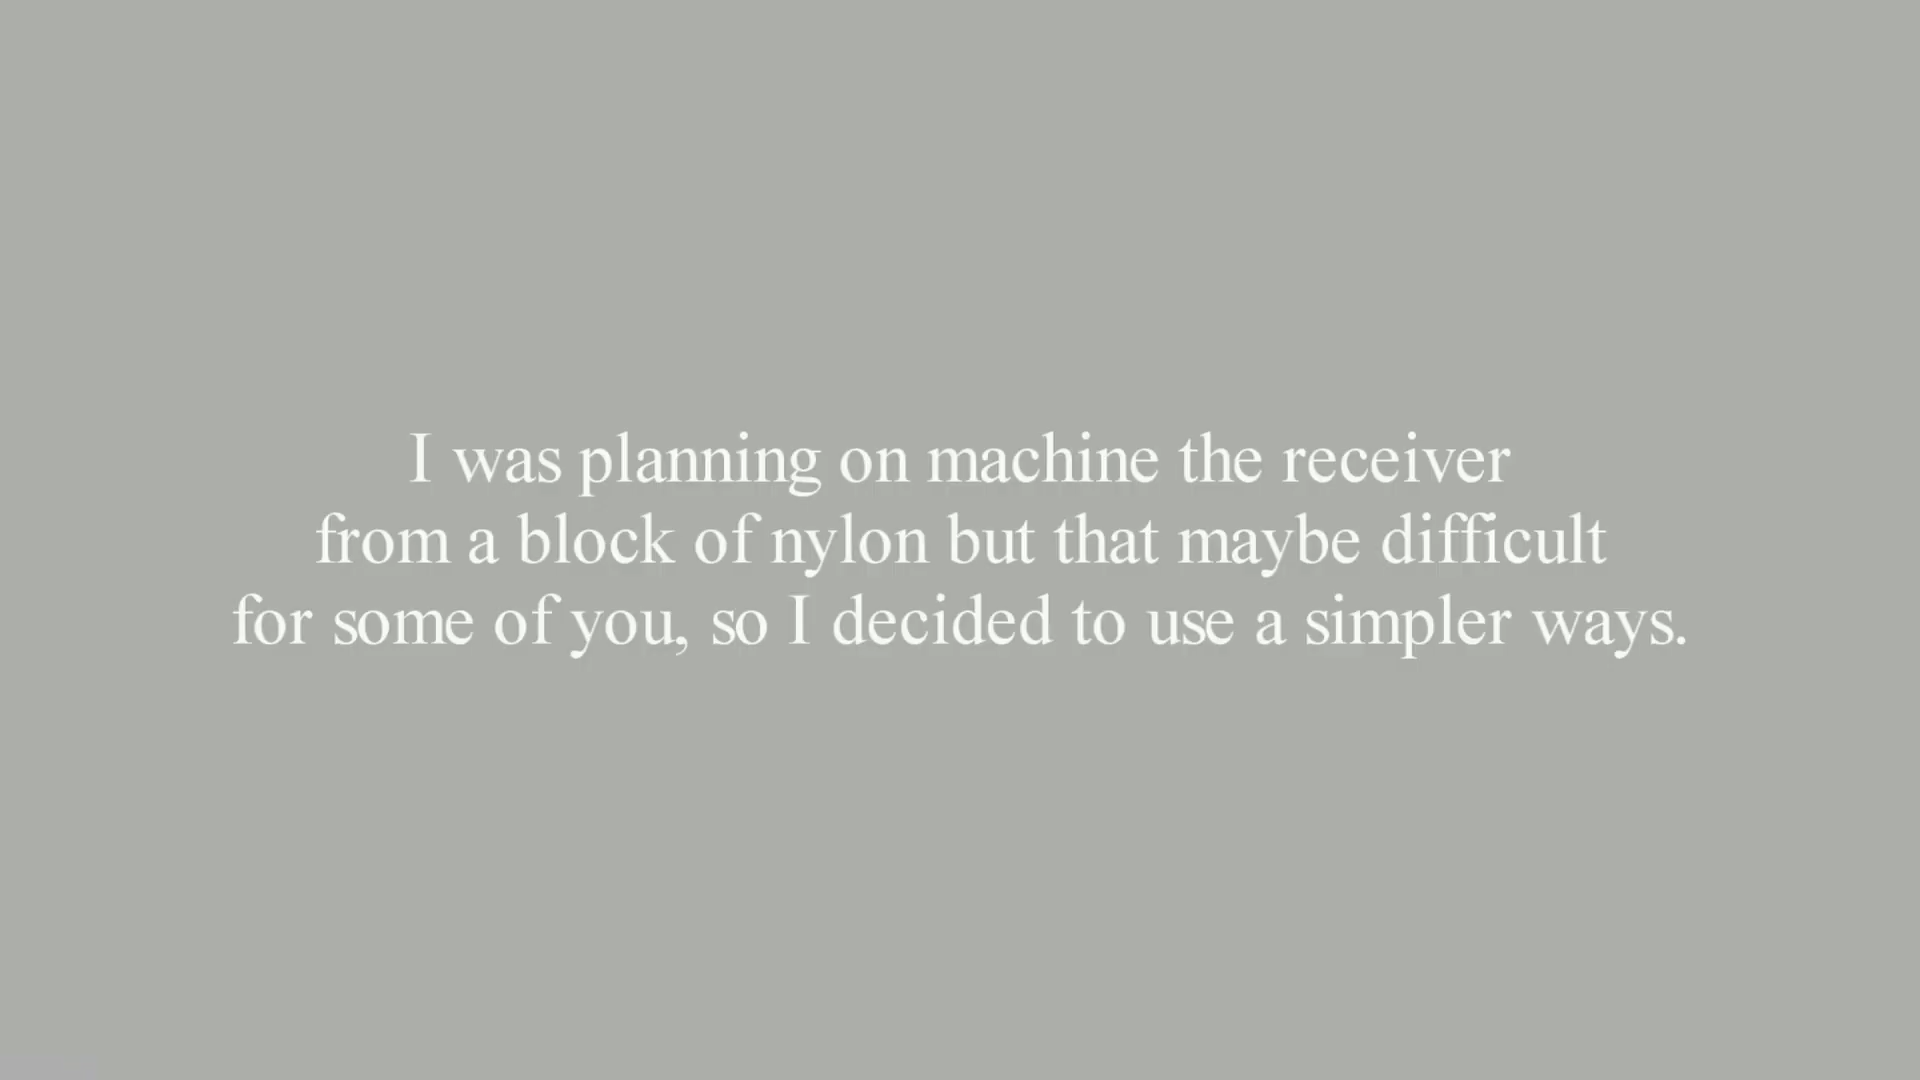 I was planning on machine the receiver
from a block of nylon but that maybe difficult
for some of you, so I decided to use a simpler ways.